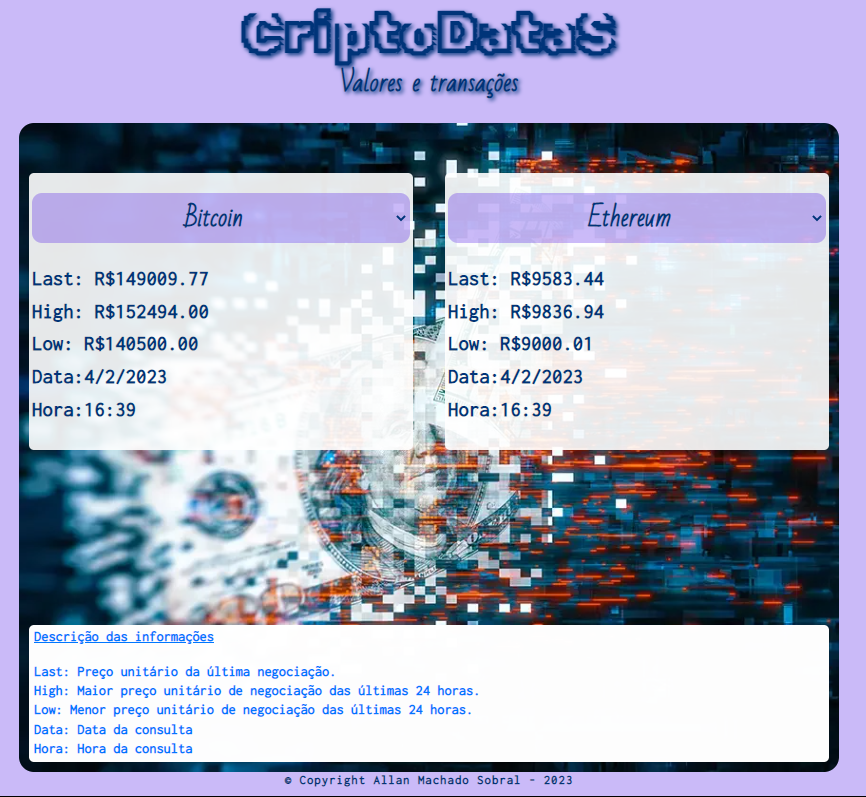 CriptoDataS
Valores e transações
Bitcoin
Last: R$149009.77
High: R$152494.00
Low: R$140500.00
Data:4/2/2023
Hora:16:39
Ethereum
Last: R$9583.44
High: R$9836.94
Low: R$9000.01
Data:4/2/2023
Hora:16:39
Descrição das informações
Last: Preço unitário da última negociação.
High: Maior preço unitário de negociação das últimas 24 horas.
Low: Menor preço unitário de negociação das últimas 24 horas.
Data: Data da consulta
Hora: Hora da consulta
© Copyright Allan Machado Sobral - 2023